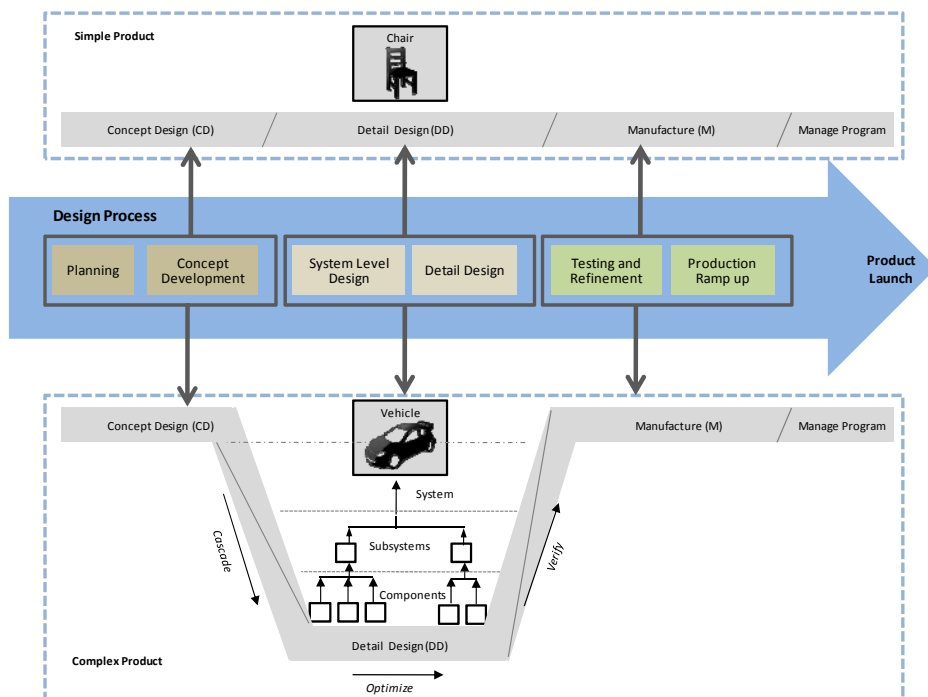 Simple Product
Chair
Concept Design (CD)
Detail Design (DD)
Manufacture (M)
Manage Program
Design Process
Planning
Concept
Development
System Level
Design
Detail Design
Testing and
Refinement
Production
Ramp up
Product
Launch
Vehicle
Concept Design (CD)
Manufacture (M)
Manage Program
System
Cascade
Subsystems
Verify
Components
Detail Design (DD)
Complex Product
Optimize